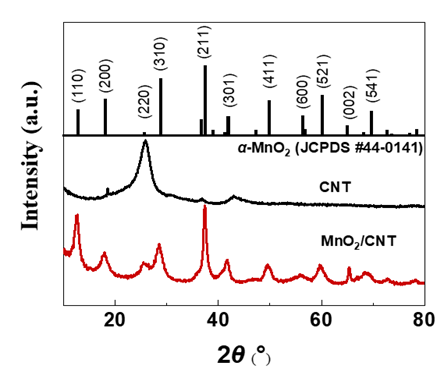 Intensity (a.u.)
(110)
(200)
(220)
(310)
(211)
(301)
(411)
(600)
(521)
(002)
(541)
α-MnO₂ (JCPDS #44-0141)
CNT
MnO₂/CNT
20 40 60 80
2θ (°)